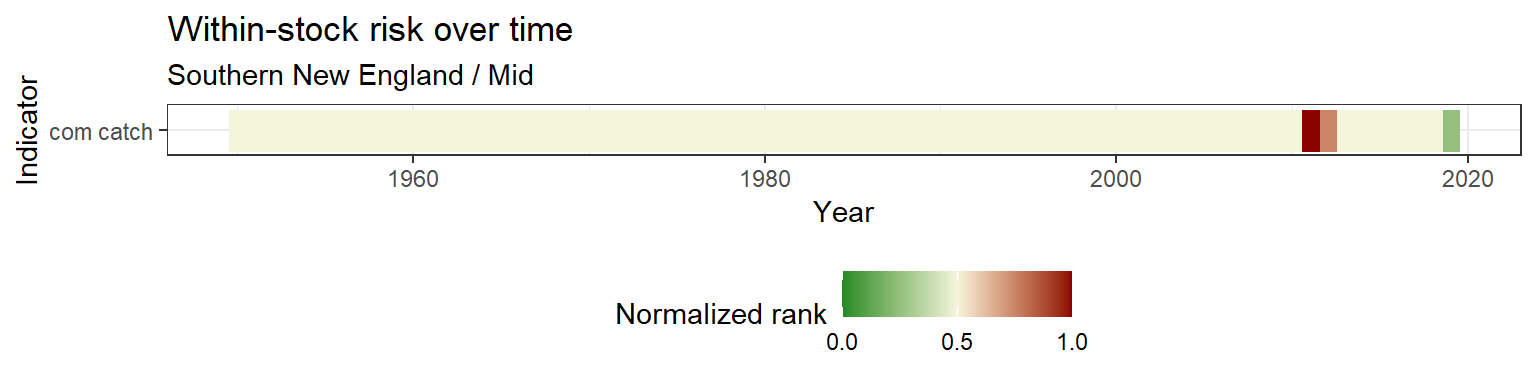 Within-stock risk over time
Southern New England / Mid
Indicator
com catch
1960 1980 2000 2020
Year
Normalized rank
0.0 0.5 1.0